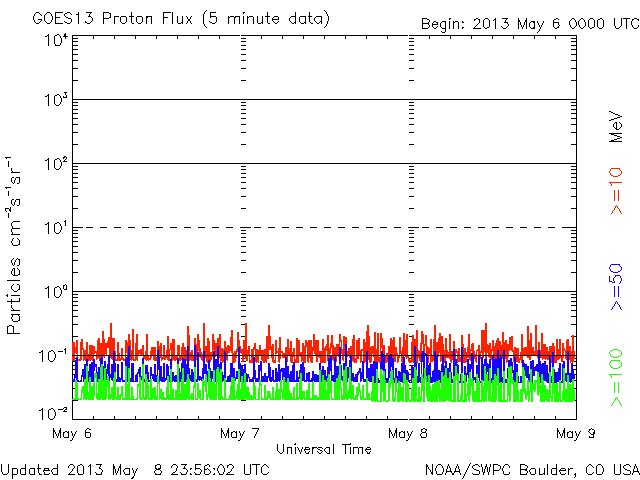 GOES13 Proton Flux (5 minute data)
Begin: 2013 May 6 0000 UTC
Particles cm⁻²s⁻¹sr⁻¹
10⁴
10³
10²
10¹
10⁰
10⁻¹
10⁻²
May 6
May 7
May 8
May 9
Universal Time
>=10
>=50
>=100
MeV
Updated 2013 May 8 23:56:02 UTC
NOAA/SWPC Boulder, CO USA